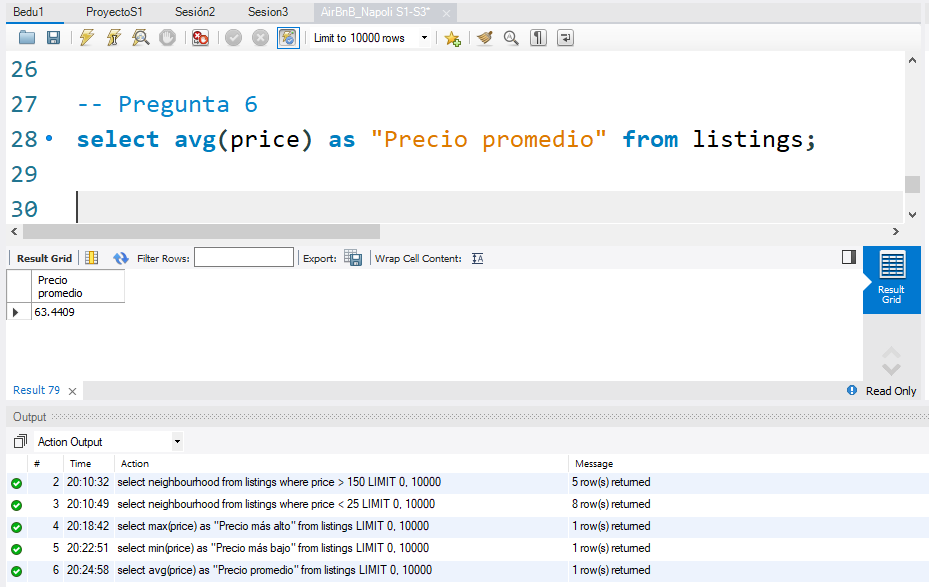 Bedu1 ProyectoS1 Sesión2 Sesion3 AirBnB_Napoli S1-S3*
Limit to 10000 rows
26
27 -- Pregunta 6
28 select avg(price) as "Precio promedio" from listings;
29
30
Result Grid Filter Rows: Export: Wrap Cell Content:
Precio
promedio
63.4409
Result
Grid
Result 79 Read Only
Output
Action Output
# Time Action Message
2 20:10:32 select neighbourhood from listings where price > 150 LIMIT 0, 10000 5 row(s) returned
3 20:10:49 select neighbourhood from listings where price < 25 LIMIT 0, 10000 8 row(s) returned
4 20:18:42 select max(price) as "Precio más alto" from listings LIMIT 0, 10000 1 row(s) returned
5 20:22:51 select min(price) as "Precio más bajo" from listings LIMIT 0, 10000 1 row(s) returned
6 20:24:58 select avg(price) as "Precio promedio" from listings LIMIT 0, 10000 1 row(s) returned